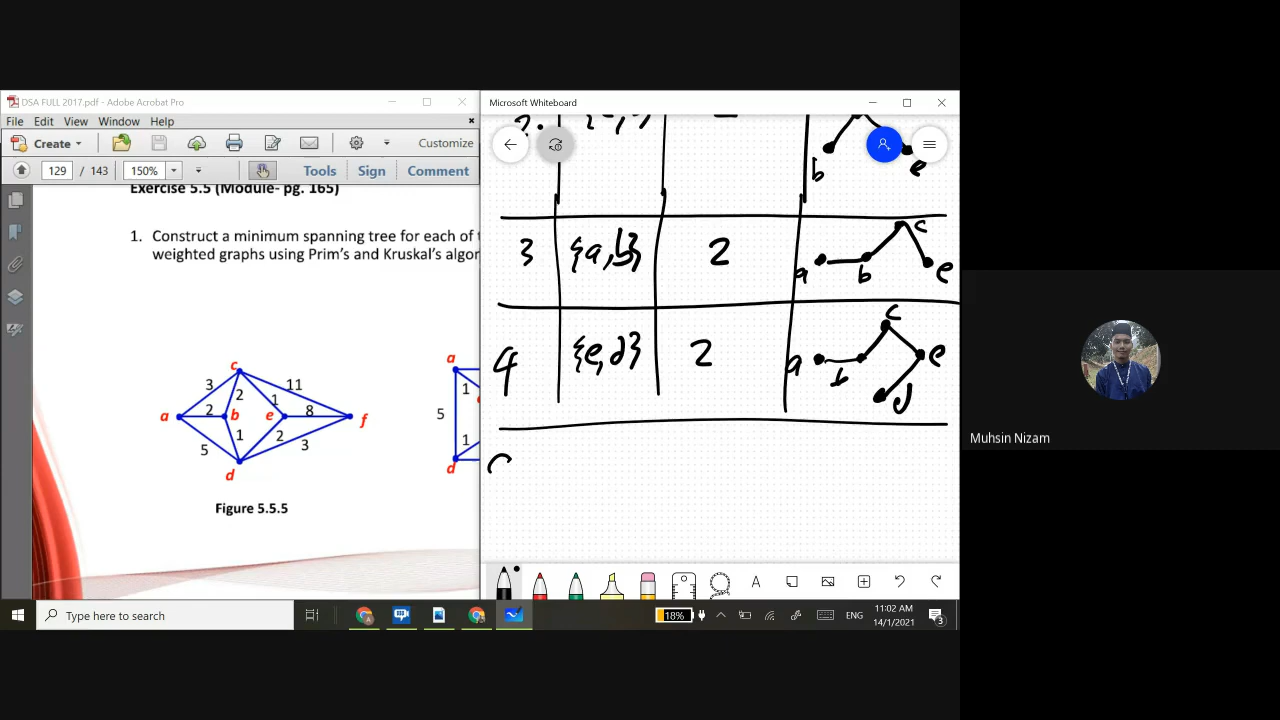 DSA FULL 2017.pdf - Adobe Acrobat Pro
File Edit View Window Help
Create
Customize
129 / 143
150%
Tools
Sign
Comment
Exercise 5.5 (Module- pg. 165)
1. Construct a minimum spanning tree for each of t
weighted graphs using Prim's and Kruskal's algor
c
3
2
11
1
a
2
b
e
8
f
5
1
2
3
d
Figure 5.5.5
a
1
5
1
d
Microsoft Whiteboard
b
e
3
{a,b}
2
a
b
c
e
4
{e,d}
2
a
b
c
e
d
Type here to search
18%
ENG
11:02 AM
14/1/2021
3
Muhsin Nizam